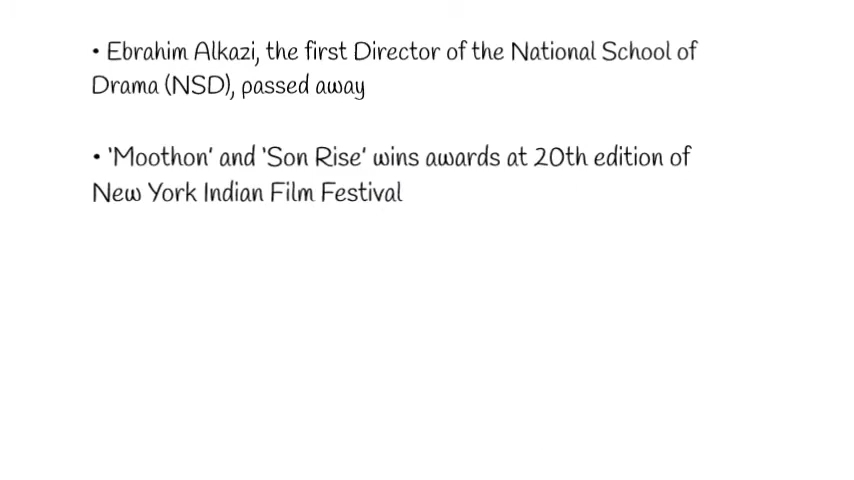 • Ebrahim Alkazi, the first Director of the National School of
Drama (NSD), passed away
• 'Moothon' and 'Son Rise' wins awards at 20th edition of
New York Indian Film Festival